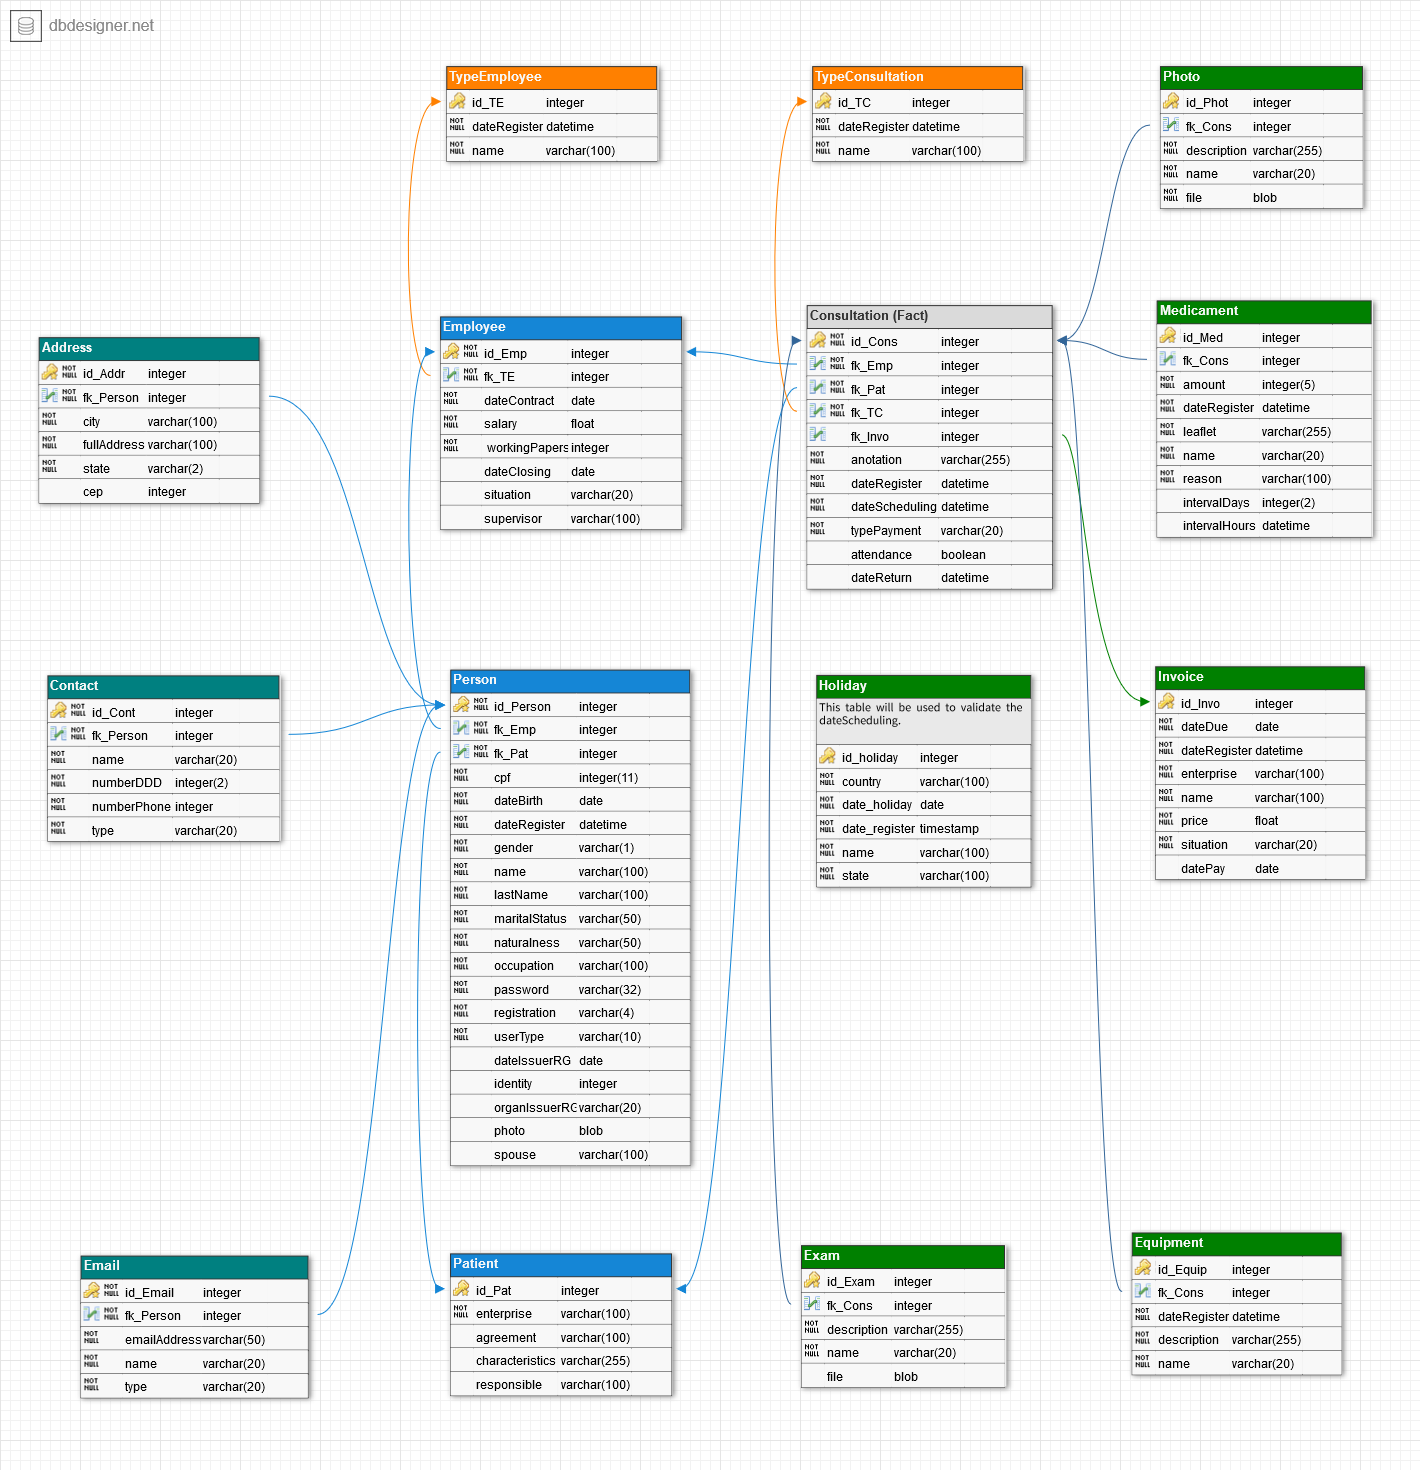 dbdesigner.net
TypeEmployee
id_TE integer
NOT NULL dateRegister datetime
NOT NULL name varchar(100)
TypeConsultation
id_TC integer
NOT NULL dateRegister datetime
NOT NULL name varchar(100)
Photo
id_Phot integer
fk_Cons integer
NOT NULL description varchar(255)
NOT NULL name varchar(20)
NOT NULL file blob
Address
NOT NULL id_Addr integer
NOT NULL fk_Person integer
NOT NULL city varchar(100)
NOT NULL fullAddress varchar(100)
NOT NULL state varchar(2)
cep integer
Employee
NOT NULL id_Emp integer
NOT NULL fk_TE integer
NOT NULL dateContract date
NOT NULL salary float
NOT NULL workingPapers integer
dateClosing date
situation varchar(20)
supervisor varchar(100)
Consultation (Fact)
NOT NULL id_Cons integer
NOT NULL fk_Emp integer
NOT NULL fk_Pat integer
NOT NULL fk_TC integer
fk_Invo integer
NOT NULL anotation varchar(255)
NOT NULL dateRegister datetime
NOT NULL dateScheduling datetime
NOT NULL typePayment varchar(20)
attendance boolean
dateReturn datetime
Medicament
id_Med integer
fk_Cons integer
NOT NULL amount integer(5)
NOT NULL dateRegister datetime
NOT NULL leaflet varchar(255)
NOT NULL name varchar(20)
NOT NULL reason varchar(100)
intervalDays integer(2)
intervalHours datetime
Contact
NOT NULL id_Cont integer
NOT NULL fk_Person integer
NOT NULL name varchar(20)
NOT NULL numberDDD integer(2)
NOT NULL numberPhone integer
NOT NULL type varchar(20)
Person
NOT NULL id_Person integer
NOT NULL fk_Emp integer
NOT NULL fk_Pat integer
NOT NULL cpf integer(11)
NOT NULL dateBirth date
NOT NULL dateRegister datetime
NOT NULL gender varchar(1)
NOT NULL name varchar(100)
NOT NULL lastName varchar(100)
NOT NULL maritalStatus varchar(50)
NOT NULL naturalness varchar(50)
NOT NULL occupation varchar(100)
NOT NULL password varchar(32)
NOT NULL registration varchar(4)
NOT NULL userType varchar(10)
dateIssuerRG date
identity integer
organIssuerRG varchar(20)
photo blob
spouse varchar(100)
Holiday
This table will be used to validate the
dateScheduling.
id_holiday integer
NOT NULL country varchar(100)
NOT NULL date_holiday date
NOT NULL date_register timestamp
NOT NULL name varchar(100)
NOT NULL state varchar(100)
Invoice
id_Invo integer
NOT NULL dateDue date
NOT NULL dateRegister datetime
NOT NULL enterprise varchar(100)
NOT NULL name varchar(100)
NOT NULL price float
NOT NULL situation varchar(20)
datePay date
Email
NOT NULL id_Email integer
NOT NULL fk_Person integer
NOT NULL emailAddress varchar(50)
NOT NULL name varchar(20)
NOT NULL type varchar(20)
Patient
id_Pat integer
NOT NULL enterprise varchar(100)
agreement varchar(100)
characteristics varchar(255)
responsible varchar(100)
Exam
id_Exam integer
fk_Cons integer
NOT NULL description varchar(255)
NOT NULL name varchar(20)
file blob
Equipment
id_Equip integer
fk_Cons integer
NOT NULL dateRegister datetime
NOT NULL description varchar(255)
NOT NULL name varchar(20)